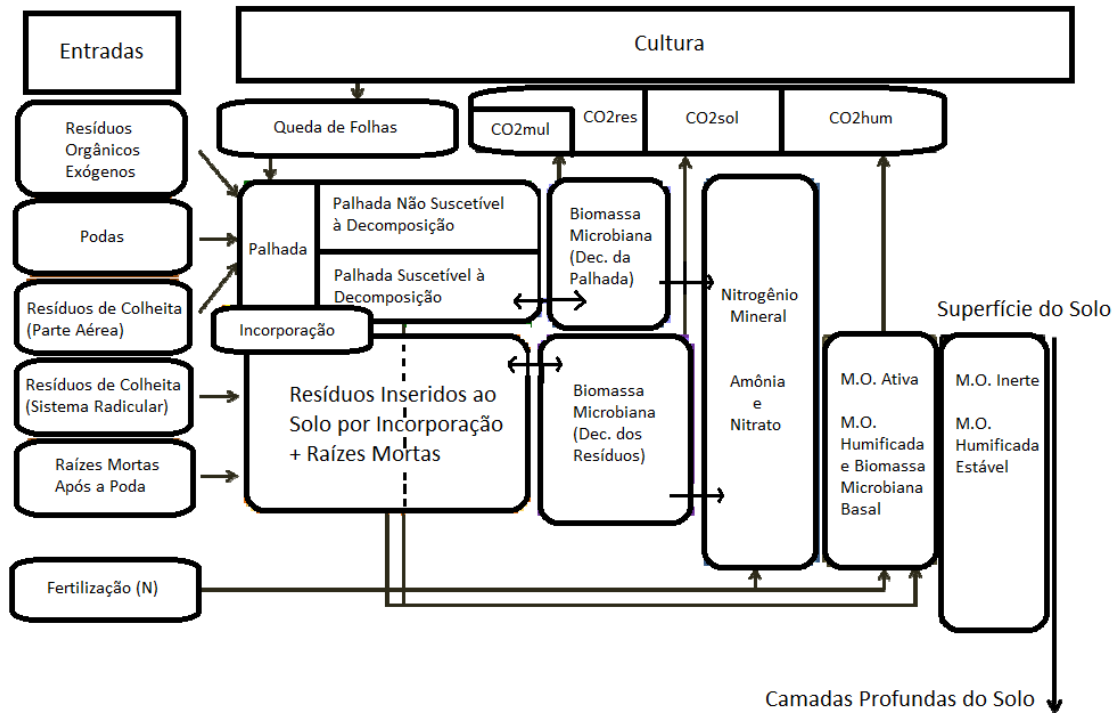 Entradas
Cultura
Resíduos
Orgânicos
Exógenos
Queda de Folhas
CO2mul
CO2res
CO2sol
CO2hum
Podas
Palhada
Palhada Não Suscetível
à Decomposição
Palhada Suscetível à
Decomposição
Biomassa
Microbiana
(Dec. da
Palhada)
Nitrogênio
Mineral
Amônia
e
Nitrato
Superfície do Solo
Resíduos de Colheita
(Parte Aérea)
Incorporação
Resíduos de Colheita
(Sistema Radicular)
Resíduos Inseridos ao
Solo por Incorporação
+ Raízes Mortas
Biomassa
Microbiana
(Dec. dos
Resíduos)
M.O. Ativa
M.O.
Humificada
e Biomassa
Microbiana
Basal
M.O. Inerte
M.O.
Humificada
Estável
Raízes Mortas
Após a Poda
Fertilização (N)
Camadas Profundas do Solo